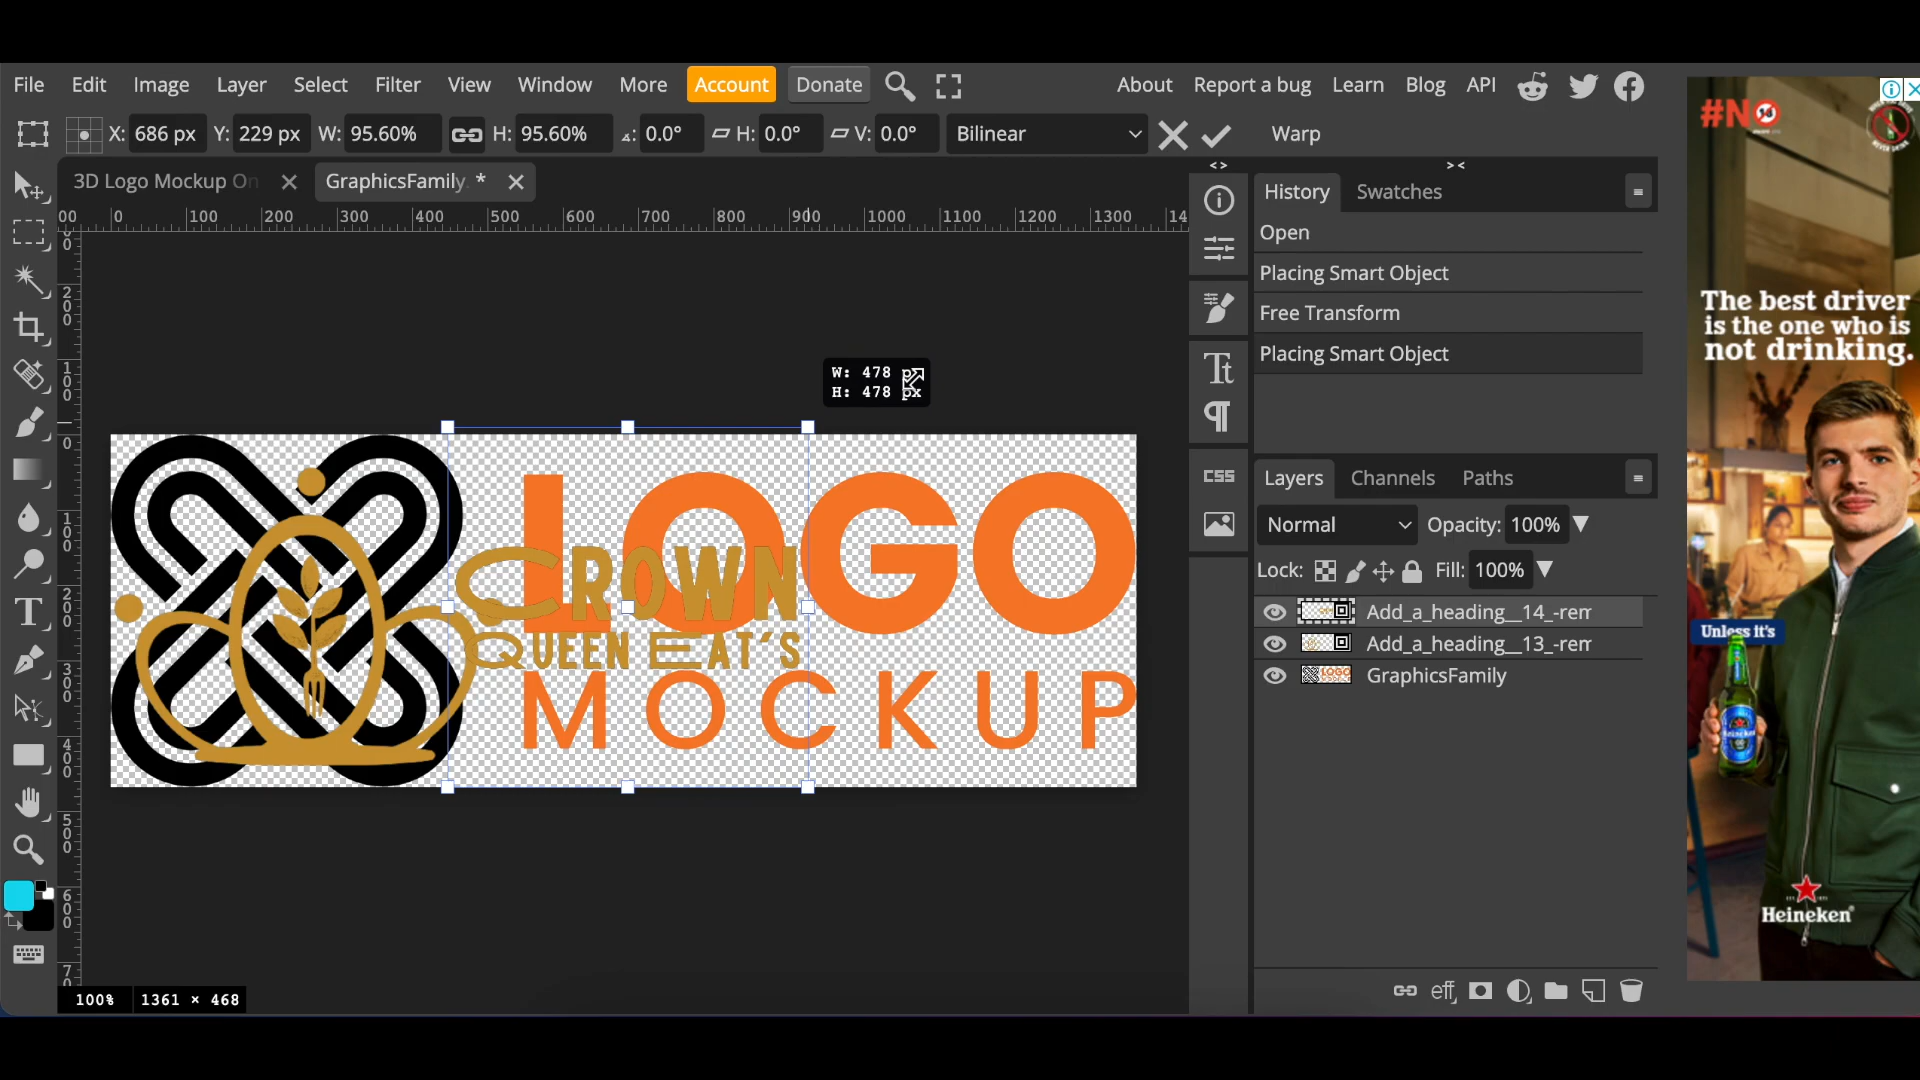 File Edit Image Layer Select Filter View Window More Account Donate About Report a bug Learn Blog API
X: 686 px Y: 229 px W: 95.60% H: 95.60% 0.0° H: 0.0° V: 0.0° Bilinear Warp
3D Logo Mockup On GraphicsFamily. *
00 0 100 200 300 400 500 600 700 800 900 1000 1100 1200 1300 14
W: 478 px
H: 478 px
LOGO
CROWN
QUEEN EAT'S
MOCKUP
100% 1361 × 468
History Swatches
Open
Placing Smart Object
Free Transform
Placing Smart Object
Layers Channels Paths
Normal Opacity: 100%
Lock: Fill: 100%
Add_a_heading__14_-rem
Add_a_heading__13_-rem
GraphicsFamily
CSS
eff
The best driver
is the one who is
not drinking.
Unless it's
Heineken